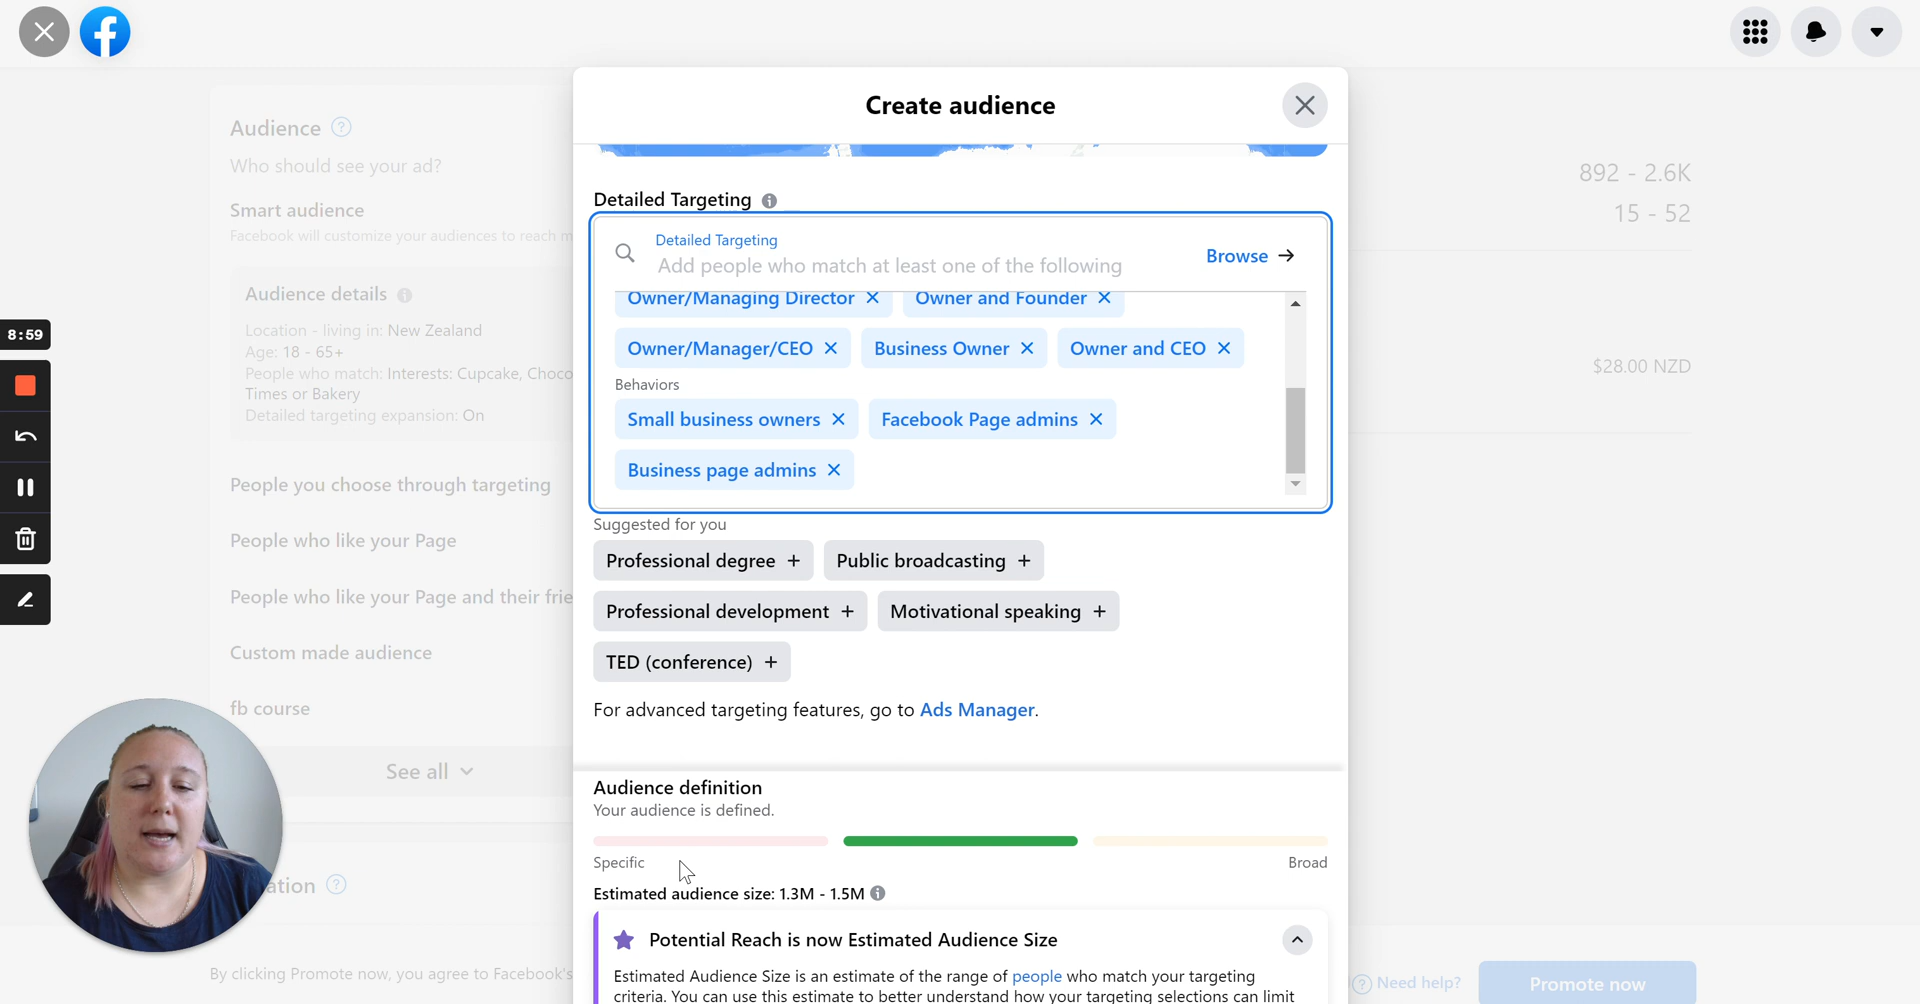 Create audience
Audience
Who should see your ad?
Smart audience
Facebook will customize your audiences to reach m
Audience details
Location - living in: New Zealand
Age: 18 - 65+
People who match: Interests: Cupcake, Choco
Times or Bakery
Detailed targeting expansion: On
People you choose through targeting
People who like your Page
People who like your Page and their frie
Custom made audience
fb course
See all
ation
By clicking Promote now, you agree to Facebook's
8:59
Detailed Targeting
Detailed Targeting
Add people who match at least one of the following
Browse
Owner/Managing Director
Owner and Founder
Owner/Manager/CEO
Business Owner
Owner and CEO
Behaviors
Small business owners
Facebook Page admins
Business page admins
Suggested for you
Professional degree +
Public broadcasting +
Professional development +
Motivational speaking +
TED (conference) +
For advanced targeting features, go to Ads Manager.
Audience definition
Your audience is defined.
Specific
Broad
Estimated audience size: 1.3M - 1.5M
Potential Reach is now Estimated Audience Size
Estimated Audience Size is an estimate of the range of people who match your targeting
criteria. You can use this estimate to better understand how your targeting selections can limit
892 - 2.6K
15 - 52
$28.00 NZD
Need help?
Promote now